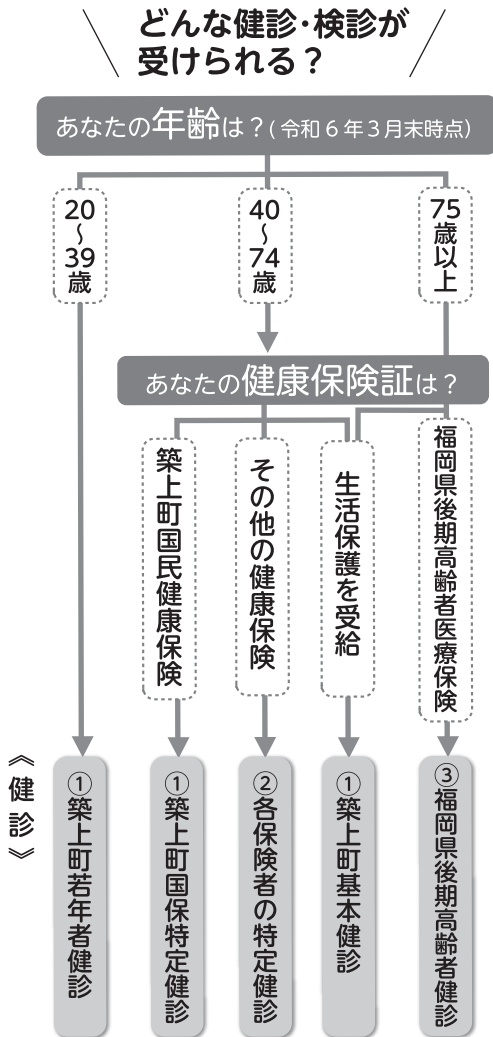 どんな健診・検診が
受けられる？
あなたの年齢は？(令和６年３月末時点)
20～39歳
40～74歳
75歳以上
あなたの健康保険証は？
築上町国民健康保険
その他の健康保険
生活保護を受給
福岡県後期高齢者医療保険
《健診》
①築上町若年者健診
①築上町国保特定健診
②各保険者の特定健診
①築上町基本健診
③福岡県後期高齢者健診